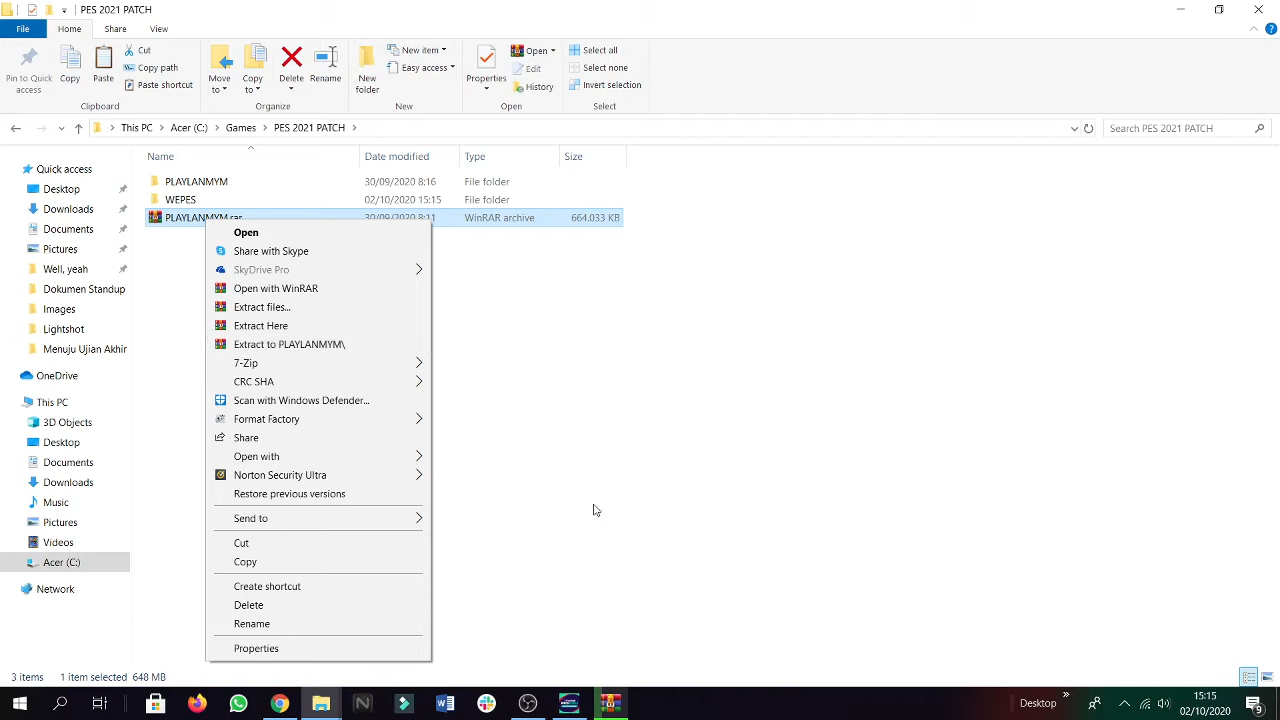 PES 2021 PATCH
File Home Share View
Pin to Quick access
Copy
Paste
Cut
Copy path
Paste shortcut
Move to
Copy to
Delete
Rename
New folder
New item
Easy access
Properties
Open
Edit
History
Select all
Select none
Invert selection
Clipboard Organize New Open Select
This PC Acer (C:) Games PES 2021 PATCH
Search PES 2021 PATCH
Name Date modified Type Size
PLAYLANMYM 30/09/2020 8:16 File folder
WEPES 02/10/2020 15:15 File folder
PLAYLANMYM.rar 30/09/2020 8:11 WinRAR archive 664.033 KB
Quick access
Desktop
Downloads
Documents
Pictures
Well, yeah
Dokumen Standup
Images
Lightshot
Menuju Ujian Akhir
OneDrive
This PC
3D Objects
Desktop
Documents
Downloads
Music
Pictures
Videos
Acer (C:)
Network
Open
Share with Skype
SkyDrive Pro
Open with WinRAR
Extract files...
Extract Here
Extract to PLAYLANMYM\
7-Zip
CRC SHA
Scan with Windows Defender...
Format Factory
Share
Open with
Norton Security Ultra
Restore previous versions
Send to
Cut
Copy
Create shortcut
Delete
Rename
Properties
3 items 1 item selected 648 MB
Desktop
15:15
02/10/2020